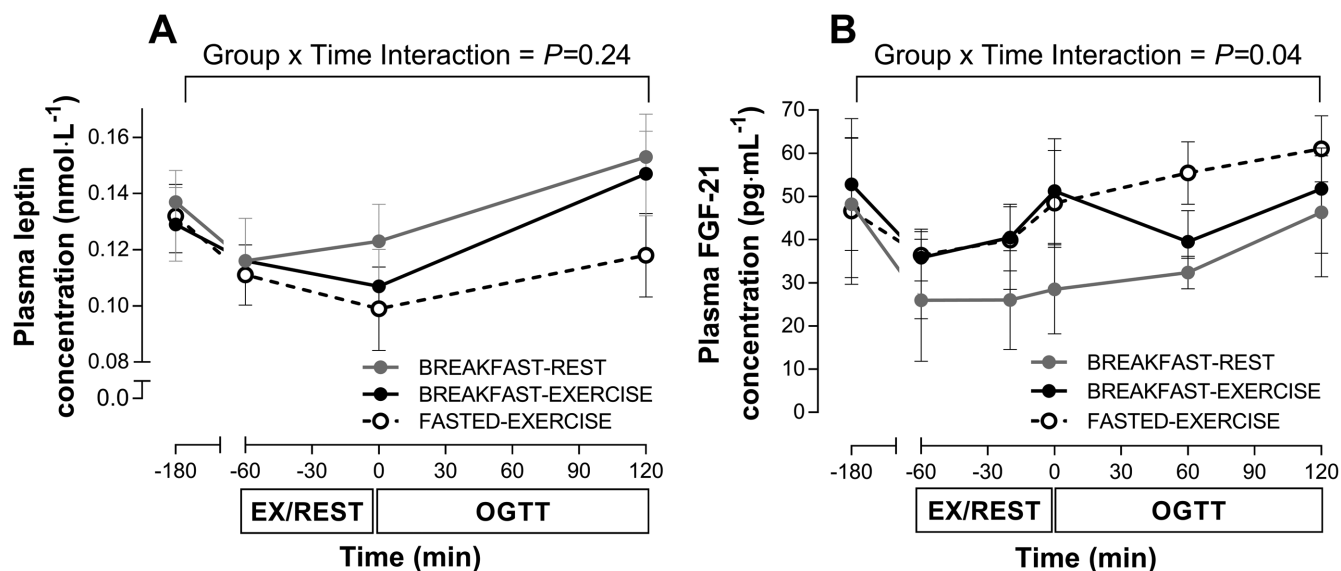 A
Group x Time Interaction = P=0.24
Plasma leptin
concentration (nmol·L-1)
0.16
0.14
0.12
0.10
0.08
0.0
BREAKFAST-REST
BREAKFAST-EXERCISE
FASTED-EXERCISE
-180 -60 -30 0 30 60 90 120
EX/REST OGTT
Time (min)
B
Group x Time Interaction = P=0.04
Plasma FGF-21
concentration (pg·mL-1)
70
60
50
40
30
20
10
0
BREAKFAST-REST
BREAKFAST-EXERCISE
FASTED-EXERCISE
-180 -60 -30 0 30 60 90 120
EX/REST OGTT
Time (min)